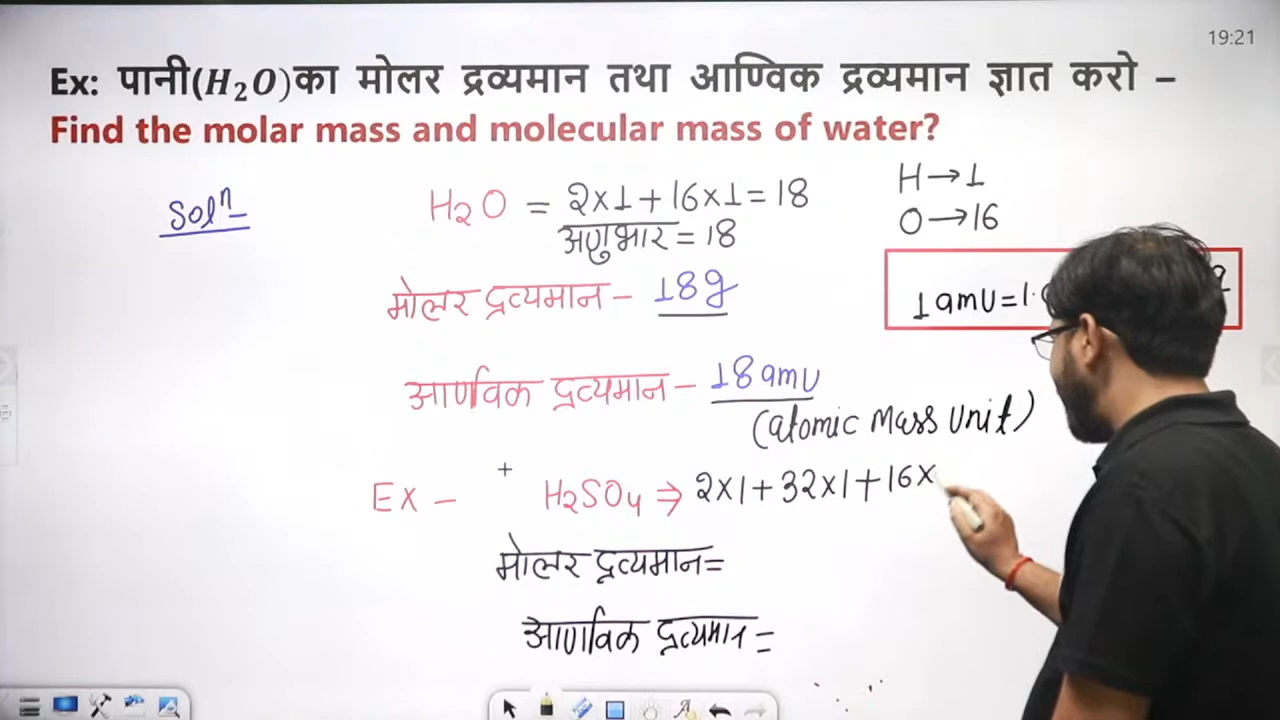 19:21
Ex: पानी(H₂O)का मोलर द्रव्यमान तथा आण्विक द्रव्यमान ज्ञात करो –
Find the molar mass and molecular mass of water?
Solⁿ–
H₂O = 2×1+16×1=18
अणुभार = 18
H→1
O→16
मोलर द्रव्यमान – 18g
1amu=1.
आणविक द्रव्यमान – 18amu
(atomic Mass Unit)
Ex – H₂SO₄ ⇒ 2×1+32×1+16×
मोलर द्रव्यमान=
आणविक द्रव्यमान =